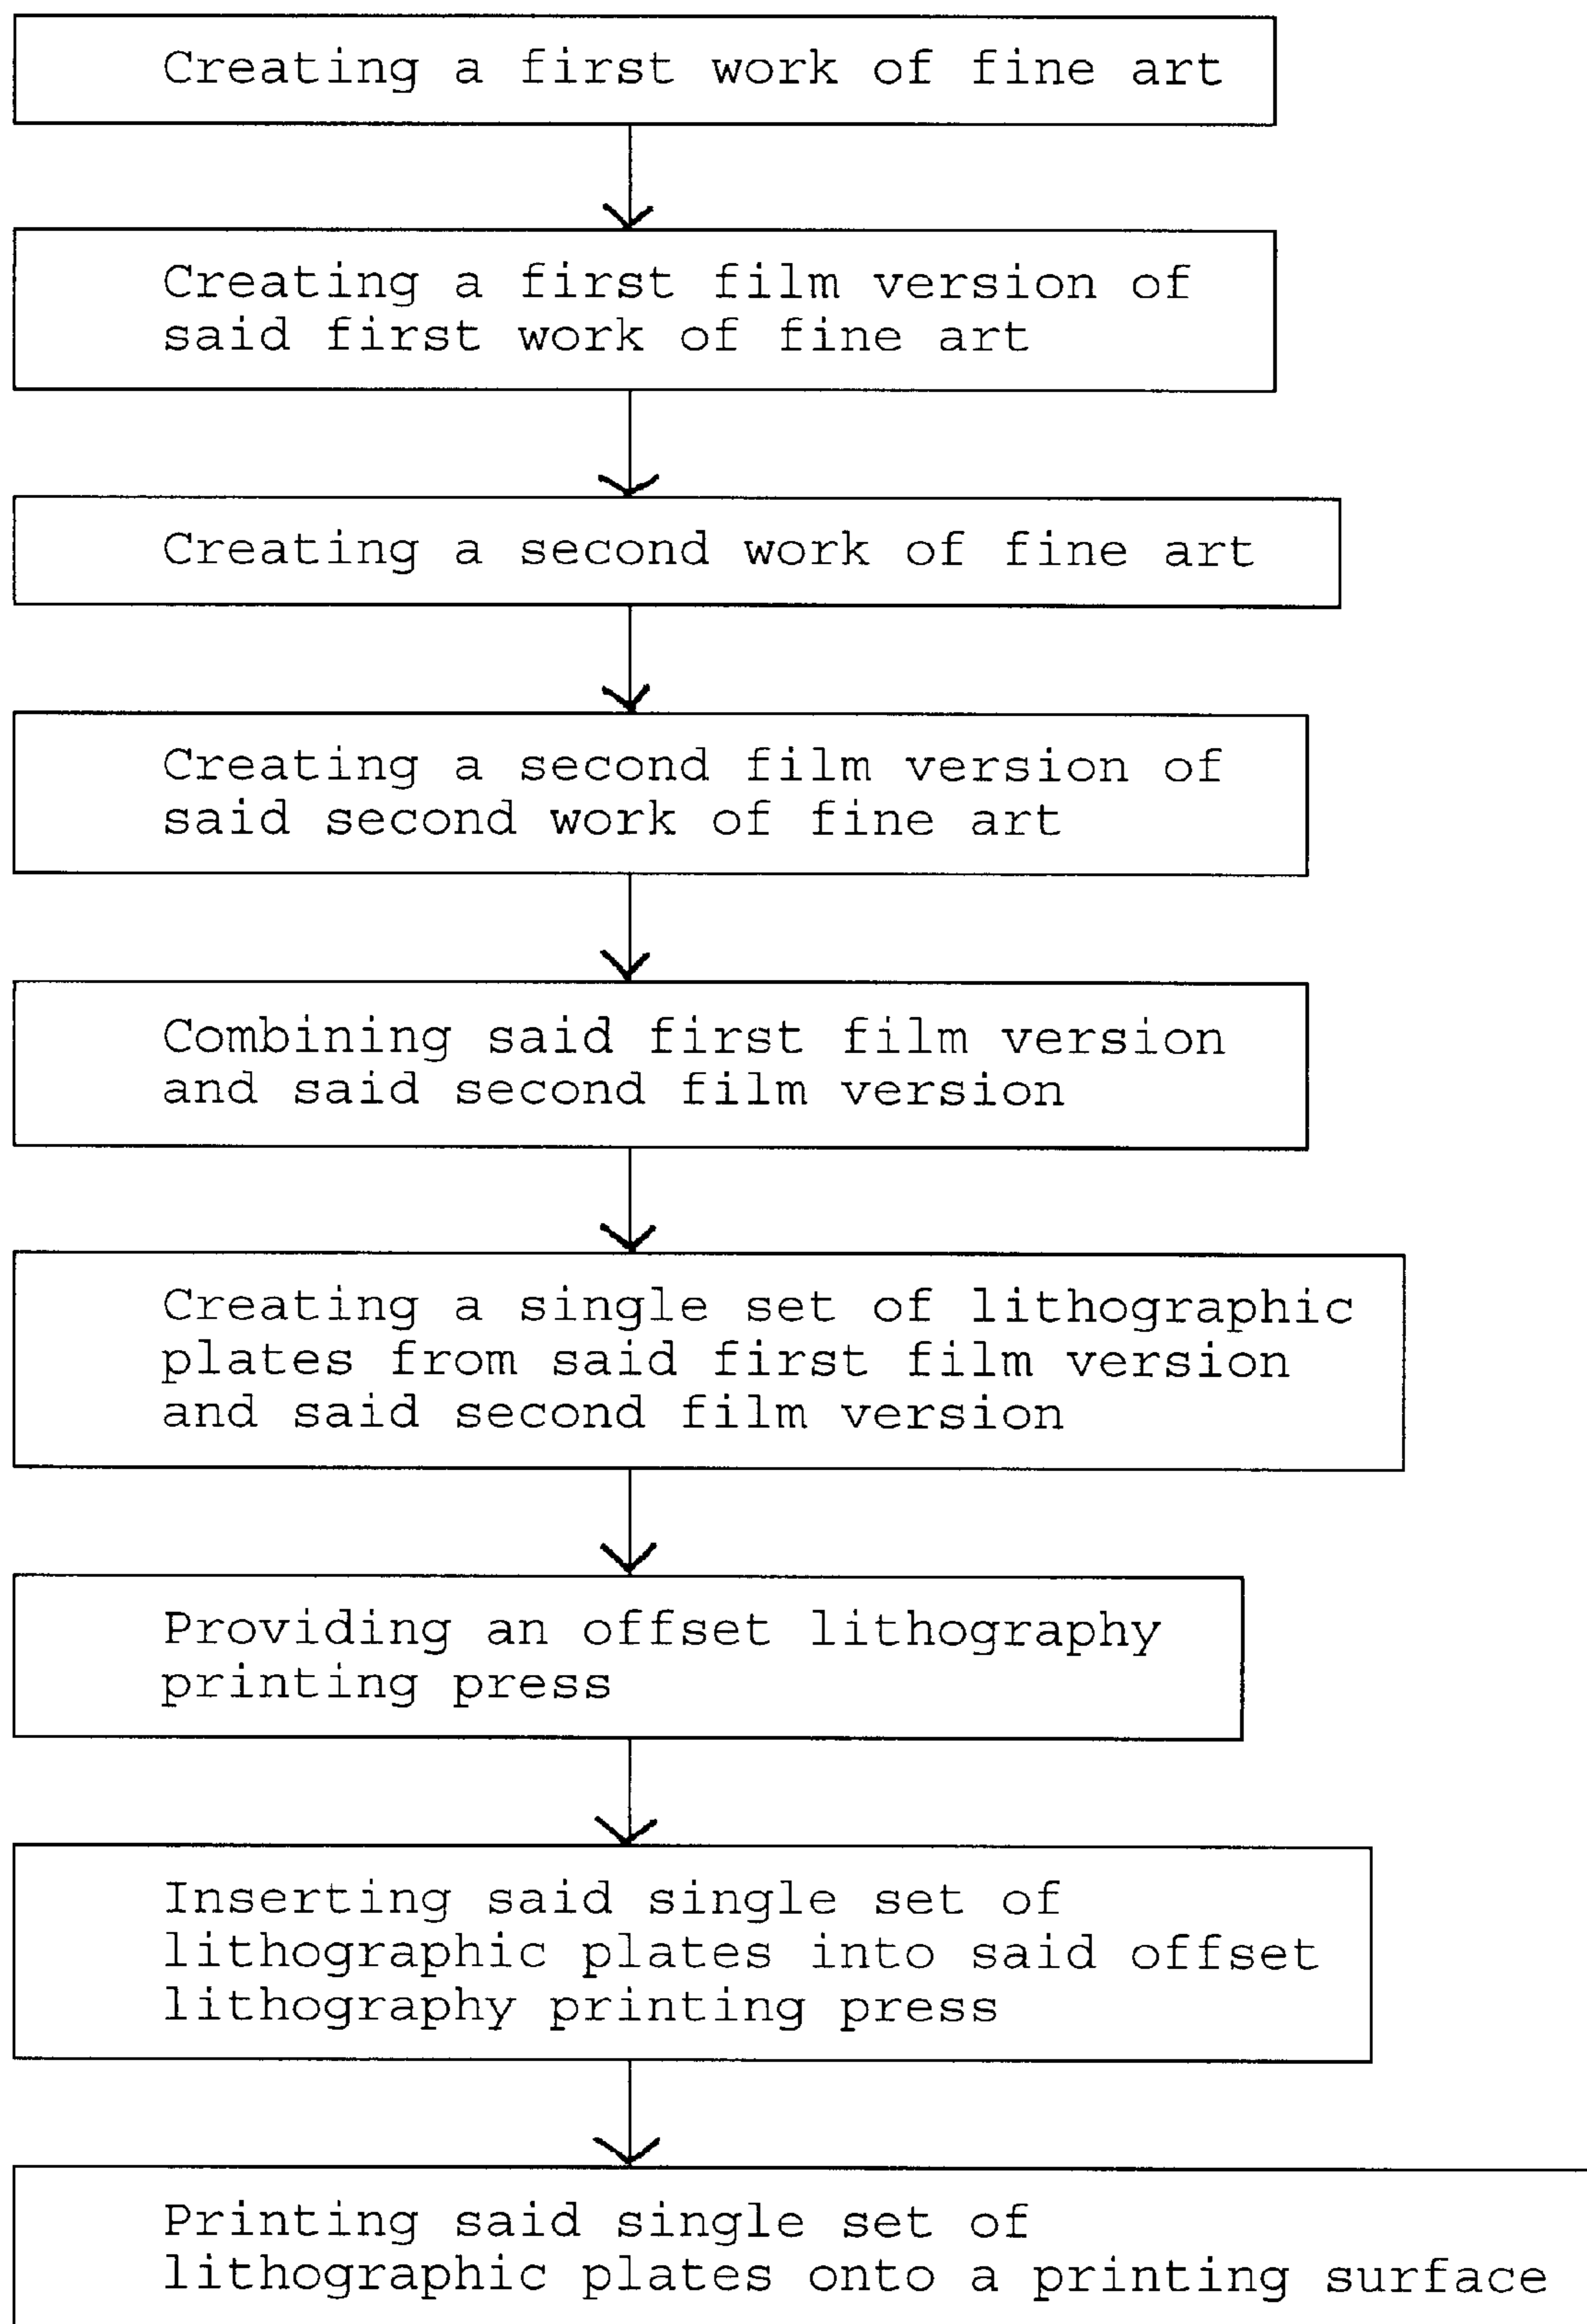 Creating a first work of fine art
Creating a first film version of
said first work of fine art
Creating a second work of fine art
Creating a second film version of
said second work of fine art
Combining said first film version
and said second film version
Creating a single set of lithographic
plates from said first film version
and said second film version
Providing an offset lithography
printing press
Inserting said single set of
lithographic plates into said offset
lithography printing press
Printing said single set of
lithographic plates onto a printing surface